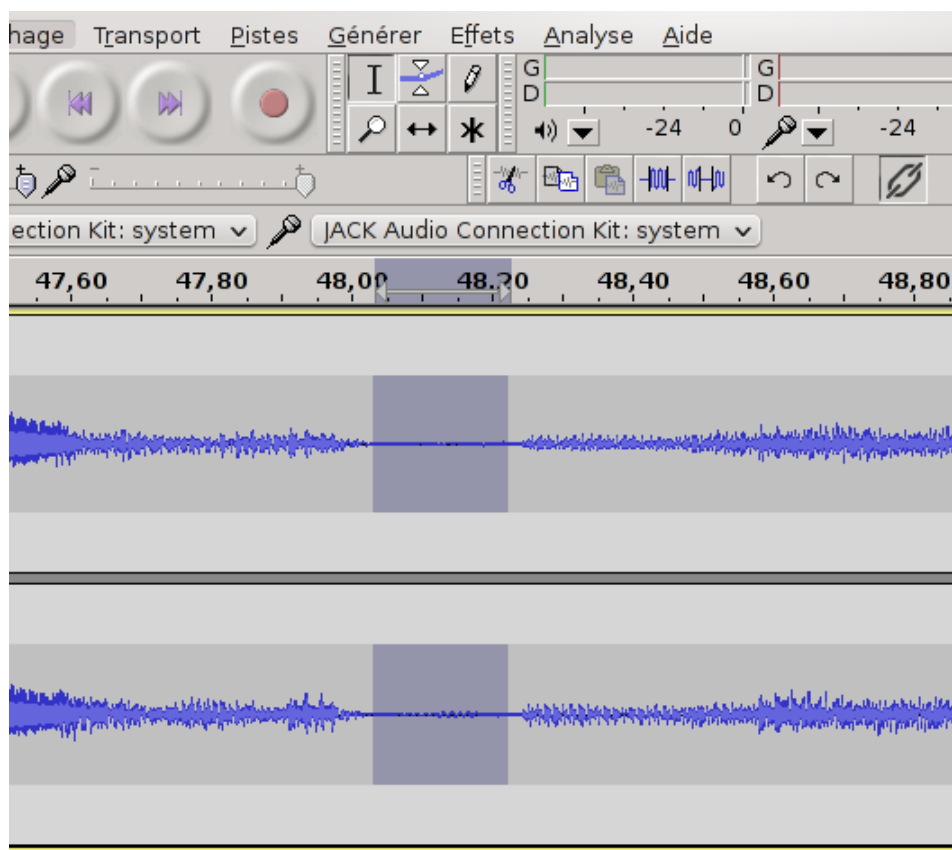 hage Transport Pistes Générer Effets Analyse Aide
G G
D D
-24 0 -24
ection Kit: system JACK Audio Connection Kit: system
47,60 47,80 48,00 48,20 48,40 48,60 48,80